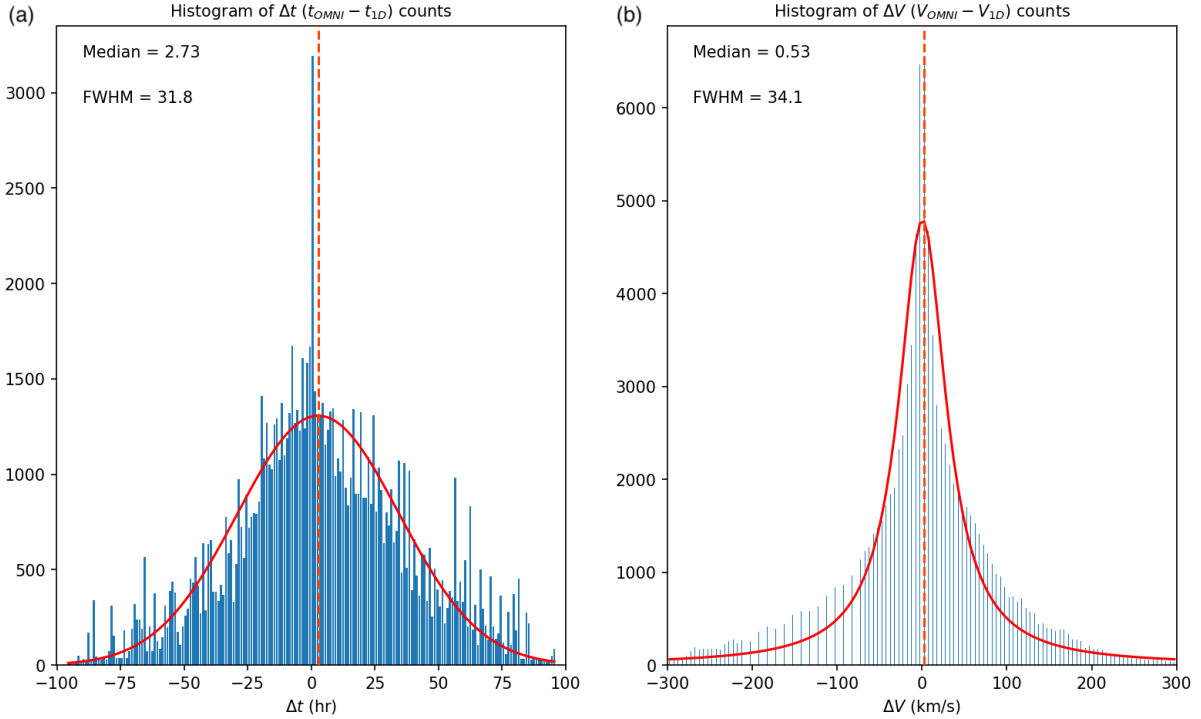 (a)
Histogram of Δt (t_OMNI − t_1D) counts
Median = 2.73
FWHM = 31.8
3000
2500
2000
1500
1000
500
0
−100 −75 −50 −25 0 25 50 75 100
Δt (hr)
(b)
Histogram of ΔV (V_OMNI − V_1D) counts
Median = 0.53
FWHM = 34.1
6000
5000
4000
3000
2000
1000
0
−300 −200 −100 0 100 200 300
ΔV (km/s)